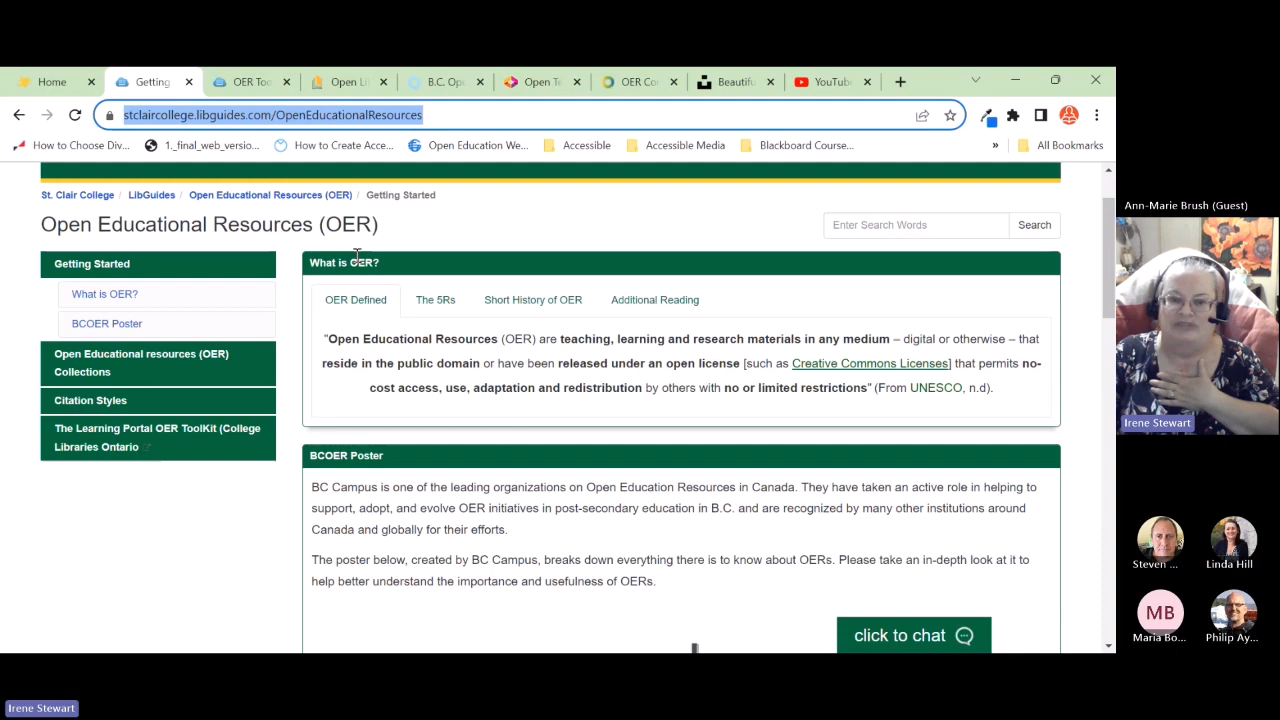 Home
Getting
OER Too
Open Li
B.C. Op
Open Te
OER Co
Beautifu
YouTube
stclaircollege.libguides.com/OpenEducationalResources
How to Choose Div...
1._final_web_versio...
How to Create Acce...
Open Education We...
Accessible
Accessible Media
Blackboard Course...
»
All Bookmarks
St. Clair College / LibGuides / Open Educational Resources (OER) / Getting Started
Open Educational Resources (OER)
Enter Search Words
Search
Getting Started
What is OER?
BCOER Poster
Open Educational resources (OER)
Collections
Citation Styles
The Learning Portal OER ToolKit (College
Libraries Ontario
What is OER?
OER Defined
The 5Rs
Short History of OER
Additional Reading
"Open Educational Resources (OER) are teaching, learning and research materials in any medium – digital or otherwise – that
reside in the public domain or have been released under an open license [such as Creative Commons Licenses] that permits no-
cost access, use, adaptation and redistribution by others with no or limited restrictions" (From UNESCO, n.d).
BCOER Poster
BC Campus is one of the leading organizations on Open Education Resources in Canada. They have taken an active role in helping to
support, adopt, and evolve OER initiatives in post-secondary education in B.C. and are recognized by many other institutions around
Canada and globally for their efforts.
The poster below, created by BC Campus, breaks down everything there is to know about OERs. Please take an in-depth look at it to
help better understand the importance and usefulness of OERs.
click to chat
Ann-Marie Brush (Guest)
Irene Stewart
Steven ...
Linda Hill
MB
Maria Bo...
Philip Ay...
Irene Stewart